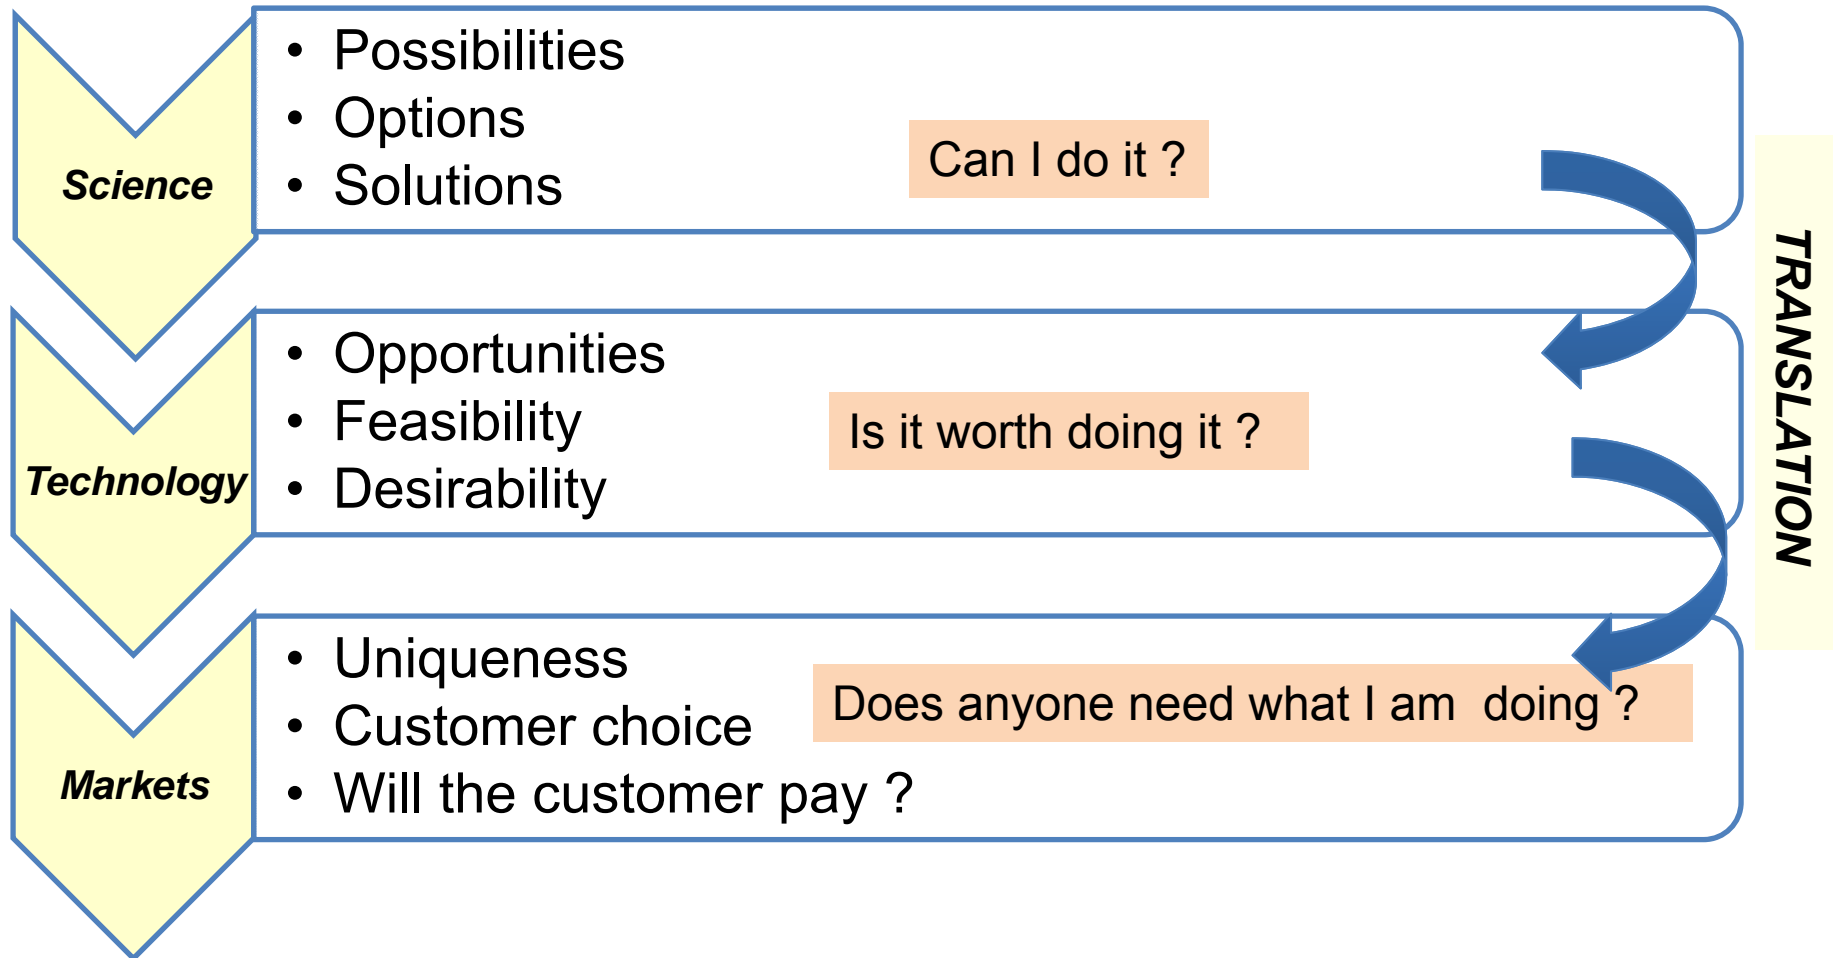 Science
• Possibilities
• Options
• Solutions
Can I do it ?
Technology
• Opportunities
• Feasibility
• Desirability
Is it worth doing it ?
Markets
• Uniqueness
• Customer choice
• Will the customer pay ?
Does anyone need what I am  doing ?
TRANSLATION